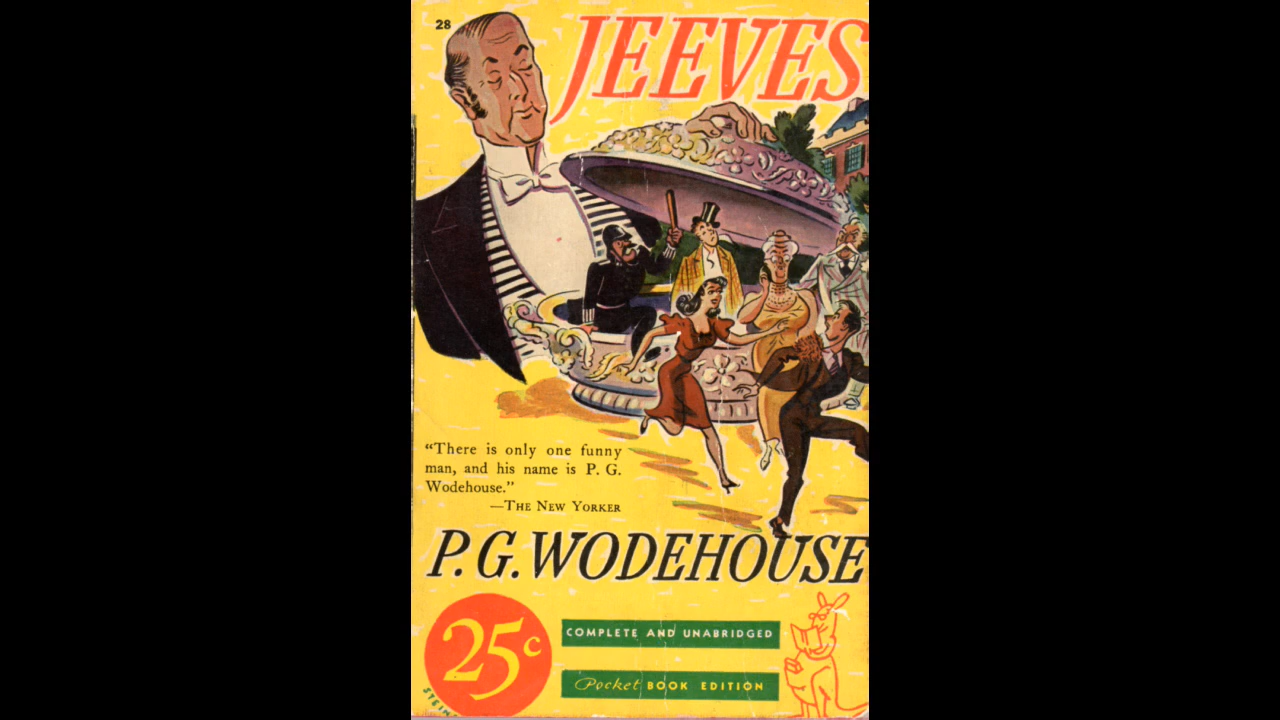 28
JEEVES
“There is only one funny
man, and his name is P. G.
Wodehouse.”
—THE NEW YORKER
P. G. WODEHOUSE
25c
COMPLETE AND UNABRIDGED
Pocket BOOK EDITION